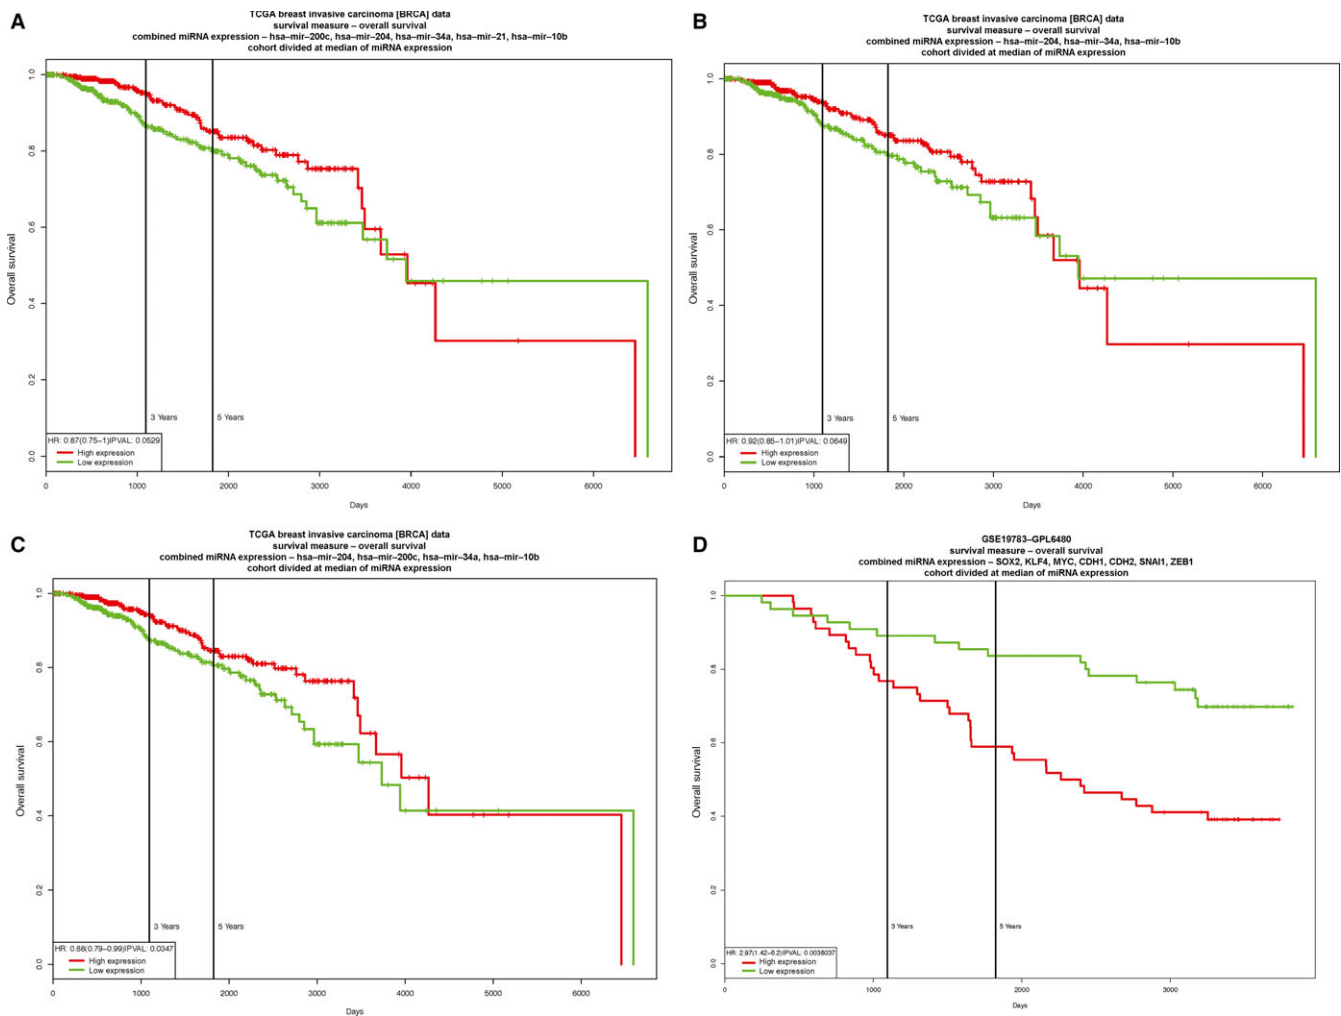 A
TCGA breast invasive carcinoma [BRCA] data
survival measure – overall survival
combined miRNA expression – hsa–mir–200c, hsa–mir–204, hsa–mir–34a, hsa–mir–21, hsa–mir–10b
cohort divided at median of miRNA expression
Overall survival
1.0
0.8
0.6
0.4
0.2
0.0
3 Years
5 Years
HR: 0.87(0.75–1)IPVAL: 0.0529
High expression
Low expression
0
1000
2000
3000
4000
5000
6000
Days
B
TCGA breast invasive carcinoma [BRCA] data
survival measure – overall survival
combined miRNA expression – hsa–mir–204, hsa–mir–34a, hsa–mir–10b
cohort divided at median of miRNA expression
Overall survival
1.0
0.8
0.6
0.4
0.2
0.0
3 Years
5 Years
HR: 0.92(0.85–1.01)IPVAL: 0.0649
High expression
Low expression
0
1000
2000
3000
4000
5000
6000
Days
C
TCGA breast invasive carcinoma [BRCA] data
survival measure – overall survival
combined miRNA expression – hsa–mir–204, hsa–mir–200c, hsa–mir–34a, hsa–mir–10b
cohort divided at median of miRNA expression
Overall survival
1.0
0.8
0.6
0.4
0.2
0.0
3 Years
5 Years
HR: 0.88(0.79–0.99)IPVAL: 0.0347
High expression
Low expression
0
1000
2000
3000
4000
5000
6000
Days
D
GSE19783–GPL6480
survival measure – overall survival
combined miRNA expression – SOX2, KLF4, MYC, CDH1, CDH2, SNAI1, ZEB1
cohort divided at median of miRNA expression
Overall survival
1.0
0.8
0.6
0.4
0.2
0.0
3 Years
5 Years
HR: 2.97(1.42–6.2)IPVAL: 0.0038037
High expression
Low expression
0
1000
2000
3000
Days